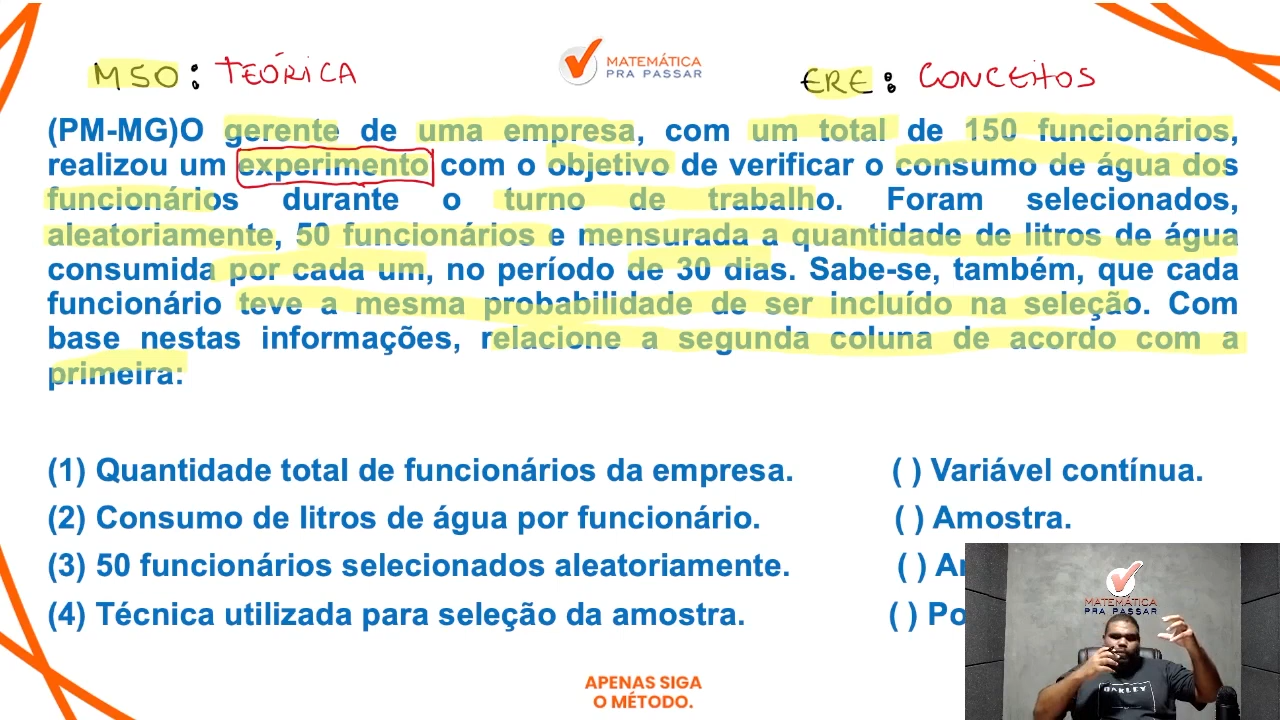 MSO: TEÓRICA
MATEMÁTICA
PRA PASSAR
ERE: CONCEITOS
(PM-MG)O gerente de uma empresa, com um total de 150 funcionários,
realizou um experimento com o objetivo de verificar o consumo de água dos
funcionários durante o turno de trabalho. Foram selecionados,
aleatoriamente, 50 funcionários e mensurada a quantidade de litros de água
consumida por cada um, no período de 30 dias. Sabe-se, também, que cada
funcionário teve a mesma probabilidade de ser incluído na seleção. Com
base nestas informações, relacione a segunda coluna de acordo com a
primeira:
(1) Quantidade total de funcionários da empresa. ( ) Variável contínua.
(2) Consumo de litros de água por funcionário. ( ) Amostra.
(3) 50 funcionários selecionados aleatoriamente. ( )
(4) Técnica utilizada para seleção da amostra. ( )
MATEMÁTICA
PRA PASSAR
OAKLEY
APENAS SIGA
O MÉTODO.